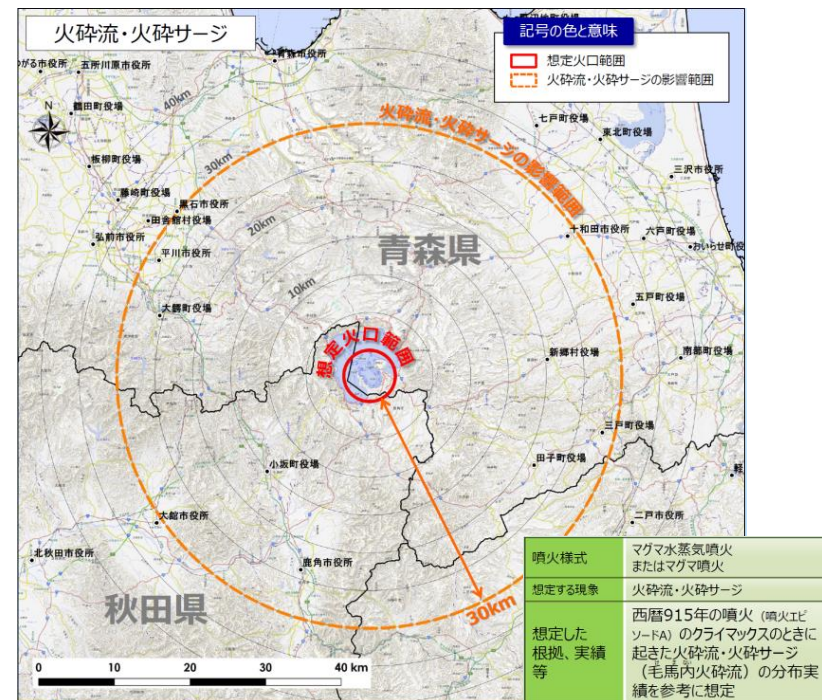 火砕流・火砕サージ
記号の色と意味
想定火口範囲
火砕流・火砕サージの影響範囲
青森市役所
五所川原市役所
鶴田町役場
40km
七戸町役場
東北町役場
板柳町役場
30km
火砕流・火砕サージの影響範囲
三沢市役所
藤崎町役場
黒石市役所
田舎館村役場
20km
十和田市役所
六戸町役場
弘前市役所
平川市役所
青森県
おいらせ町役
10km
五戸町役場
大鰐町役場
想定火口範囲
新郷村役場
南部町役場
三戸町役場
小坂町役場
田子町役場
軽
大館市役所
二戸市役所
北秋田市役所
鹿角市役所
秋田県
30km
0 10 20 30 40 km
N
噴火様式
マグマ水蒸気噴火
またはマグマ噴火
想定する現象
火砕流・火砕サージ
想定した
根拠、実績
等
西暦915年の噴火（噴火エピ
ソードA）のクライマックスのときに
起きた火砕流・火砕サージ
（毛馬内火砕流）の分布実
績を参考に想定